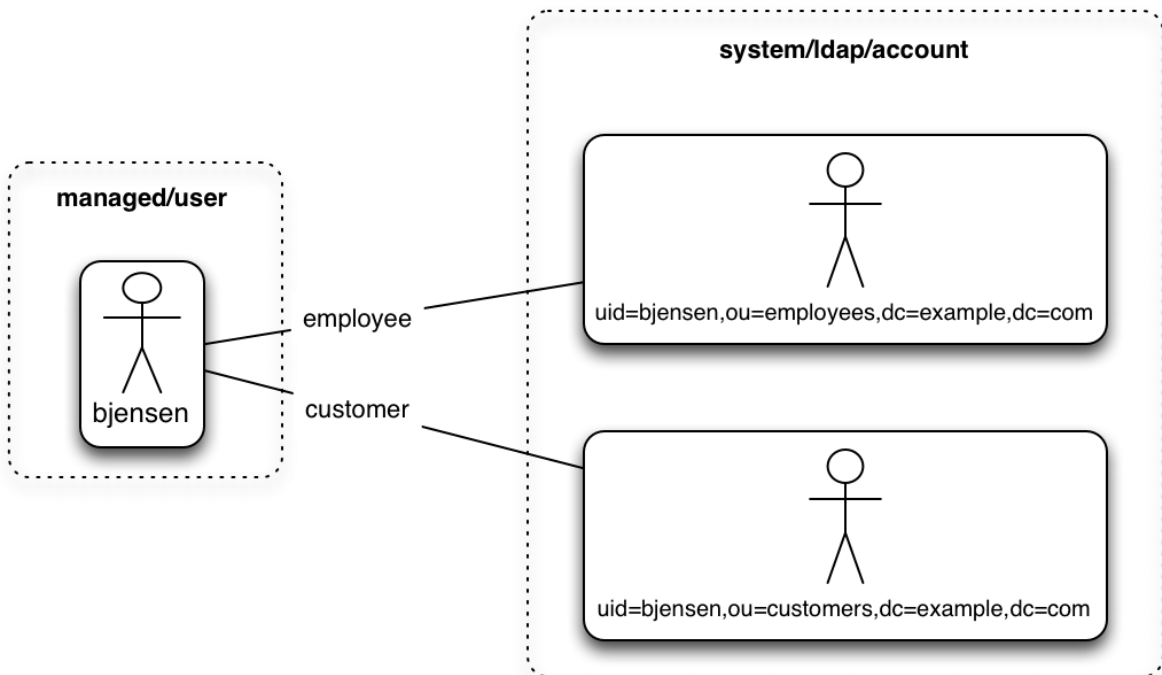 system/ldap/account
managed/user
bjensen
employee
customer
uid=bjensen,ou=employees,dc=example,dc=com
uid=bjensen,ou=customers,dc=example,dc=com